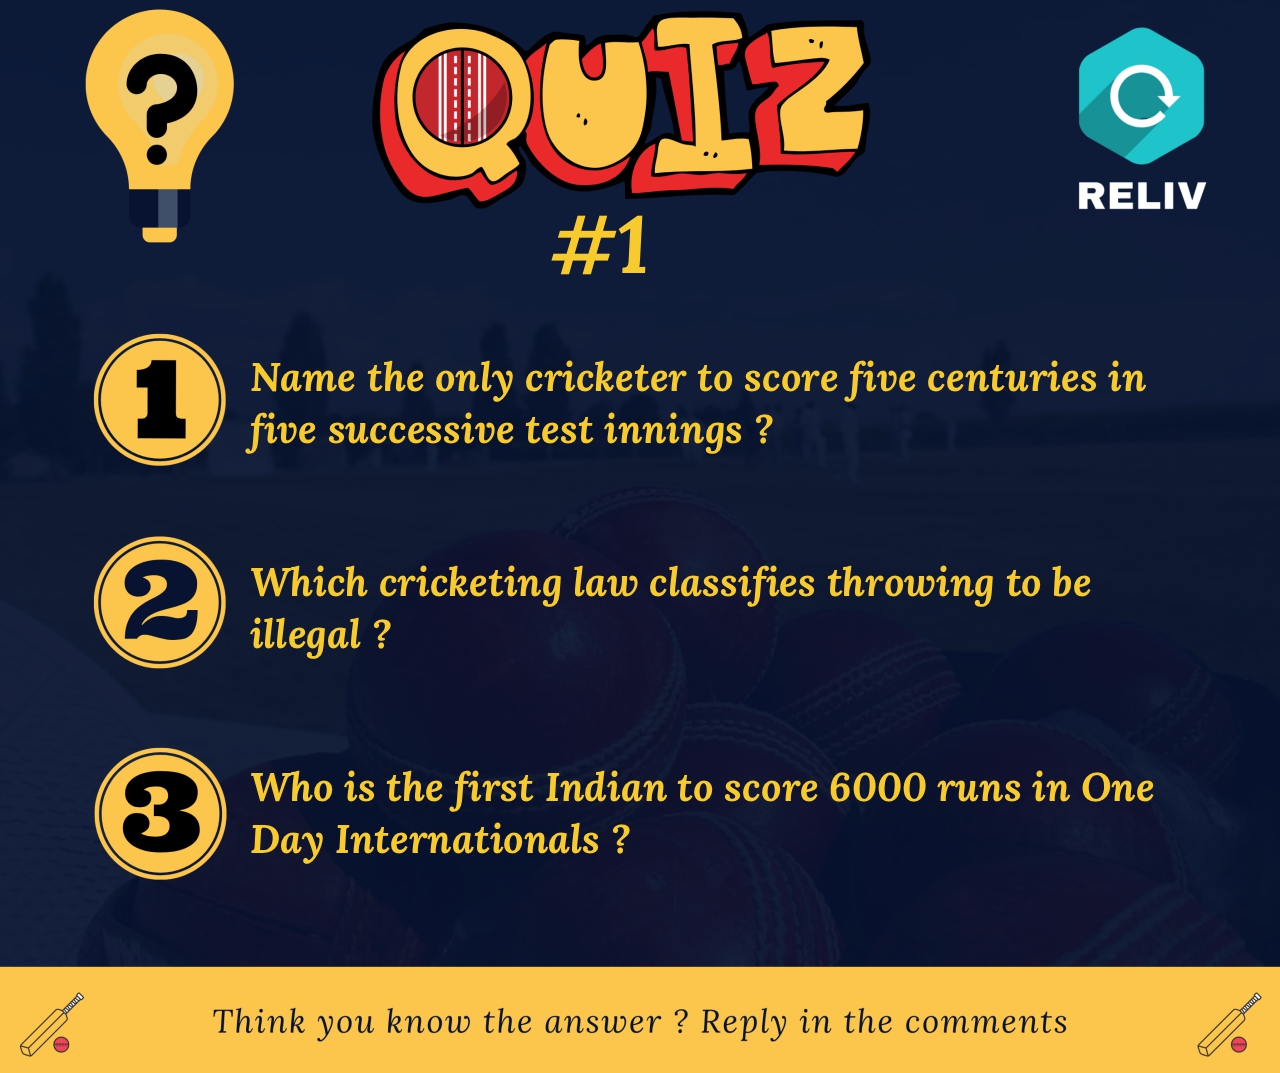 ?
QUIZ
RELIV
#1
1
Name the only cricketer to score five centuries in
five successive test innings ?
2
Which cricketing law classifies throwing to be
illegal ?
3
Who is the first Indian to score 6000 runs in One
Day Internationals ?
Think you know the answer ? Reply in the comments